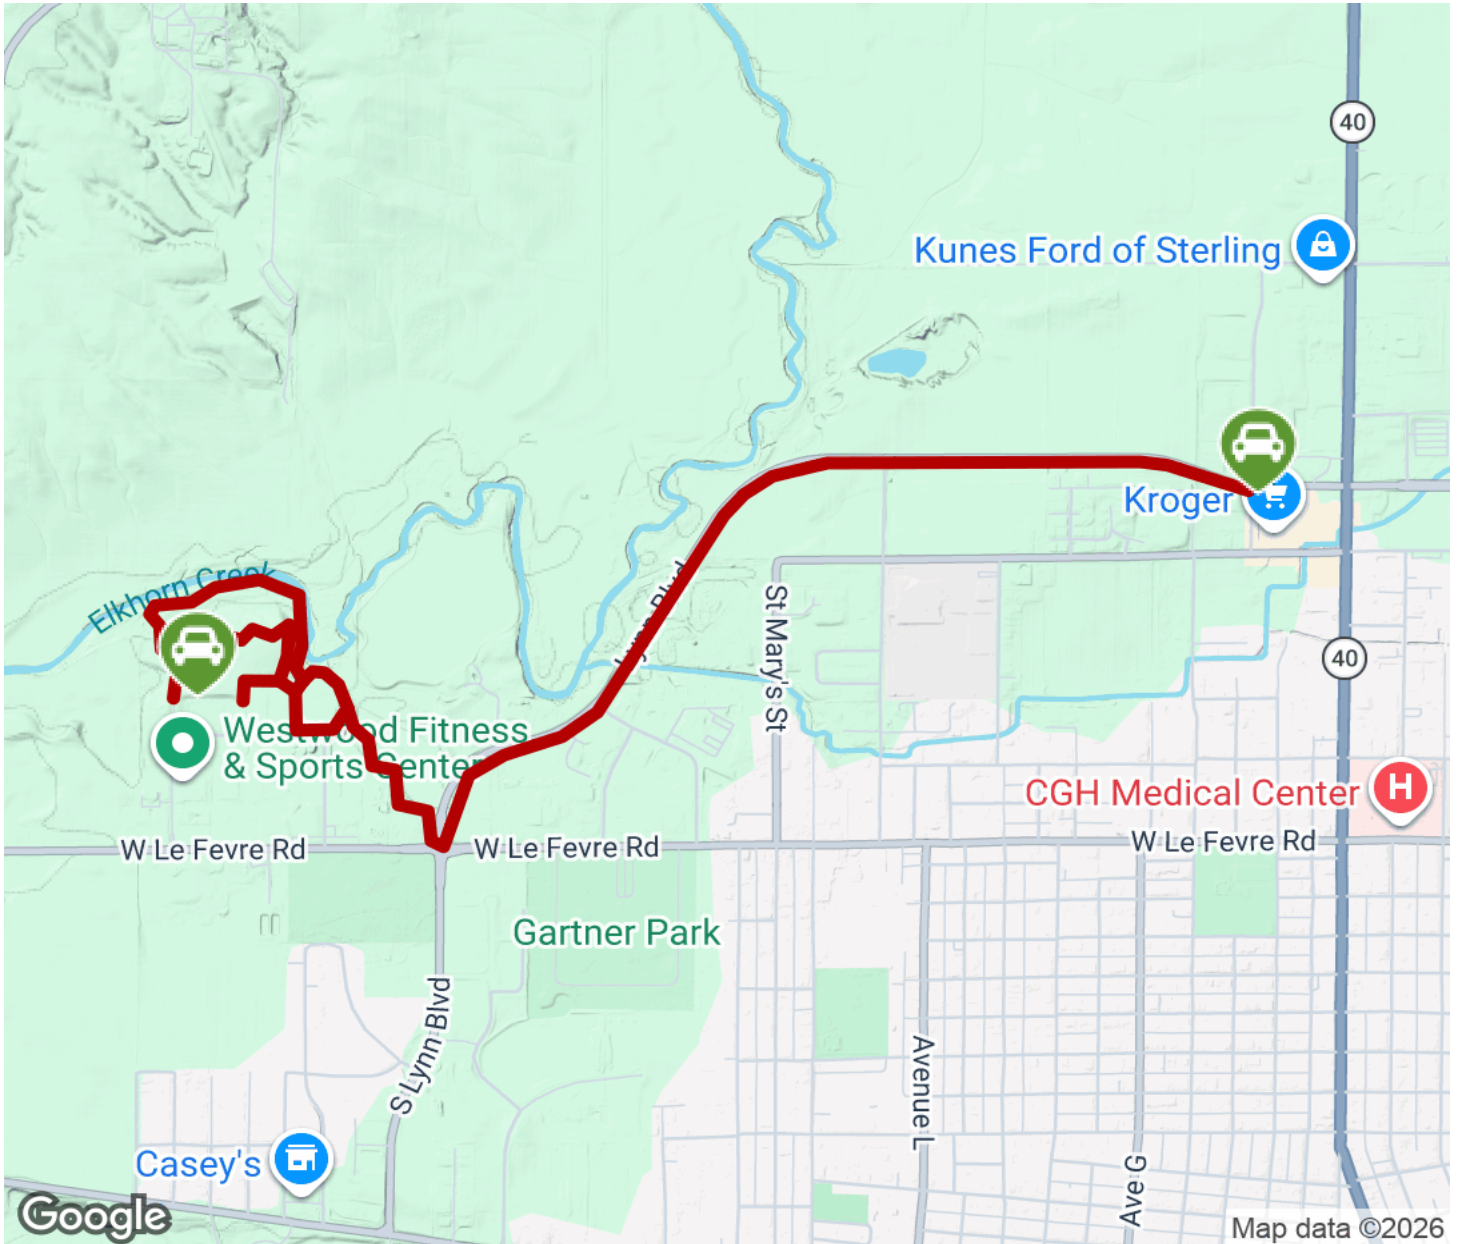 40
Kunes Ford of Sterling
Kroger
Elkhorn Creek
Lynn Blvd
St Mary's St
40
Westwood Fitness
& Sports Center
CGH Medical Center
H
W Le Fevre Rd
W Le Fevre Rd
W Le Fevre Rd
Gartner Park
S Lynn Blvd
Avenue L
Casey's
Ave G
Google
Map data ©2026